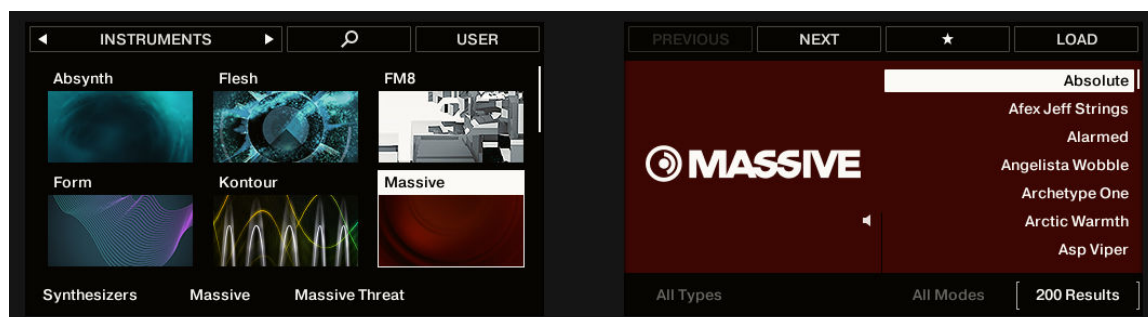 INSTRUMENTS USER
Absynth Flesh FM8
Form Kontour Massive
Synthesizers Massive Massive Threat
PREVIOUS NEXT LOAD
MASSIVE
Absolute
Afex Jeff Strings
Alarmed
Angelista Wobble
Archetype One
Arctic Warmth
Asp Viper
All Types All Modes 200 Results